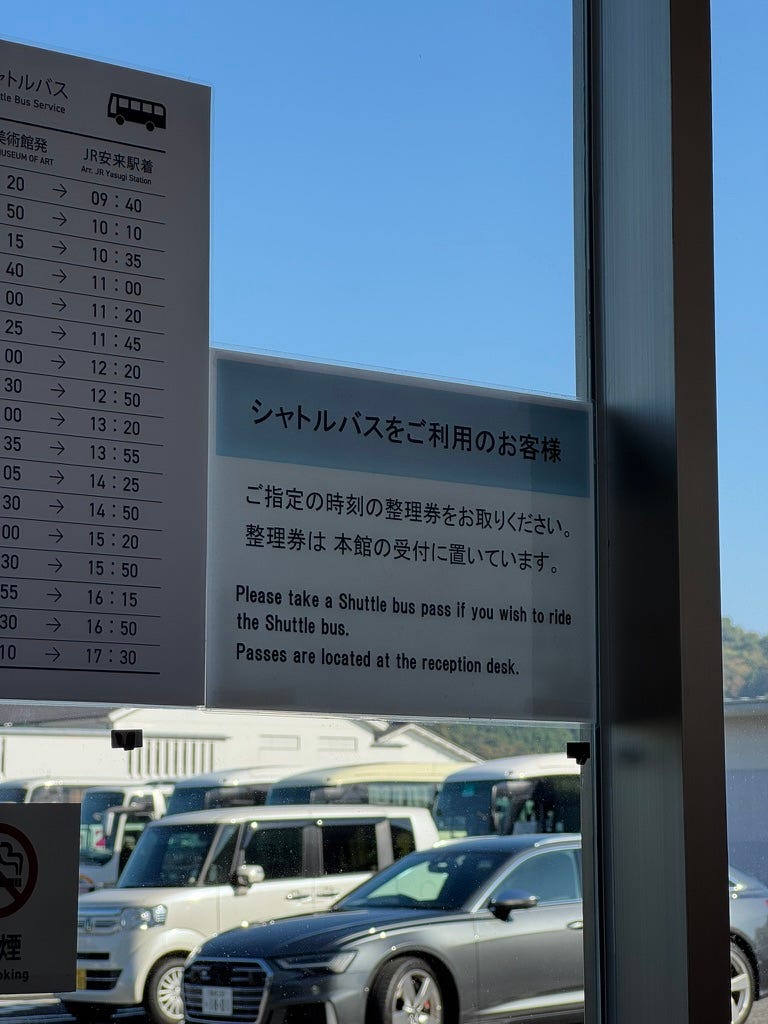 トルバス
tle Bus Service
美術館発
MUSEUM OF ART
JR安来駅着
Arr. JR Yasugi Station
20 → 09：40
50 → 10：10
15 → 10：35
40 → 11：00
00 → 11：20
25 → 11：45
00 → 12：20
30 → 12：50
00 → 13：20
35 → 13：55
05 → 14：25
30 → 14：50
00 → 15：20
30 → 15：50
55 → 16：15
30 → 16：50
10 → 17：30
シャトルバスをご利用のお客様
ご指定の時刻の整理券をお取りください。
整理券は 本館の受付に置いています。
Please take a Shuttle bus pass if you wish to ride
the Shuttle bus.
Passes are located at the reception desk.
煙
oking